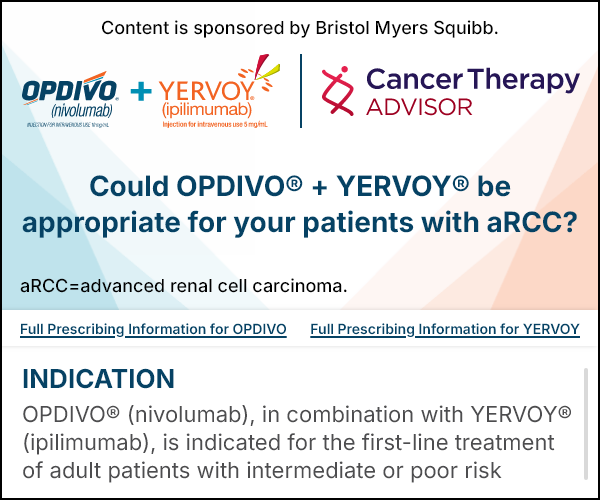 Content is sponsored by Bristol Myers Squibb.
OPDIVO® + YERVOY®
(nivolumab) (ipilimumab)
INJECTION FOR INTRAVENOUS USE 10 mg/mL Injection for intravenous use 5 mg/mL
Cancer Therapy
ADVISOR
Could OPDIVO® + YERVOY® be
appropriate for your patients with aRCC?
aRCC=advanced renal cell carcinoma.
Full Prescribing Information for OPDIVO Full Prescribing Information for YERVOY
INDICATION
OPDIVO® (nivolumab), in combination with YERVOY®
(ipilimumab), is indicated for the first-line treatment
of adult patients with intermediate or poor risk